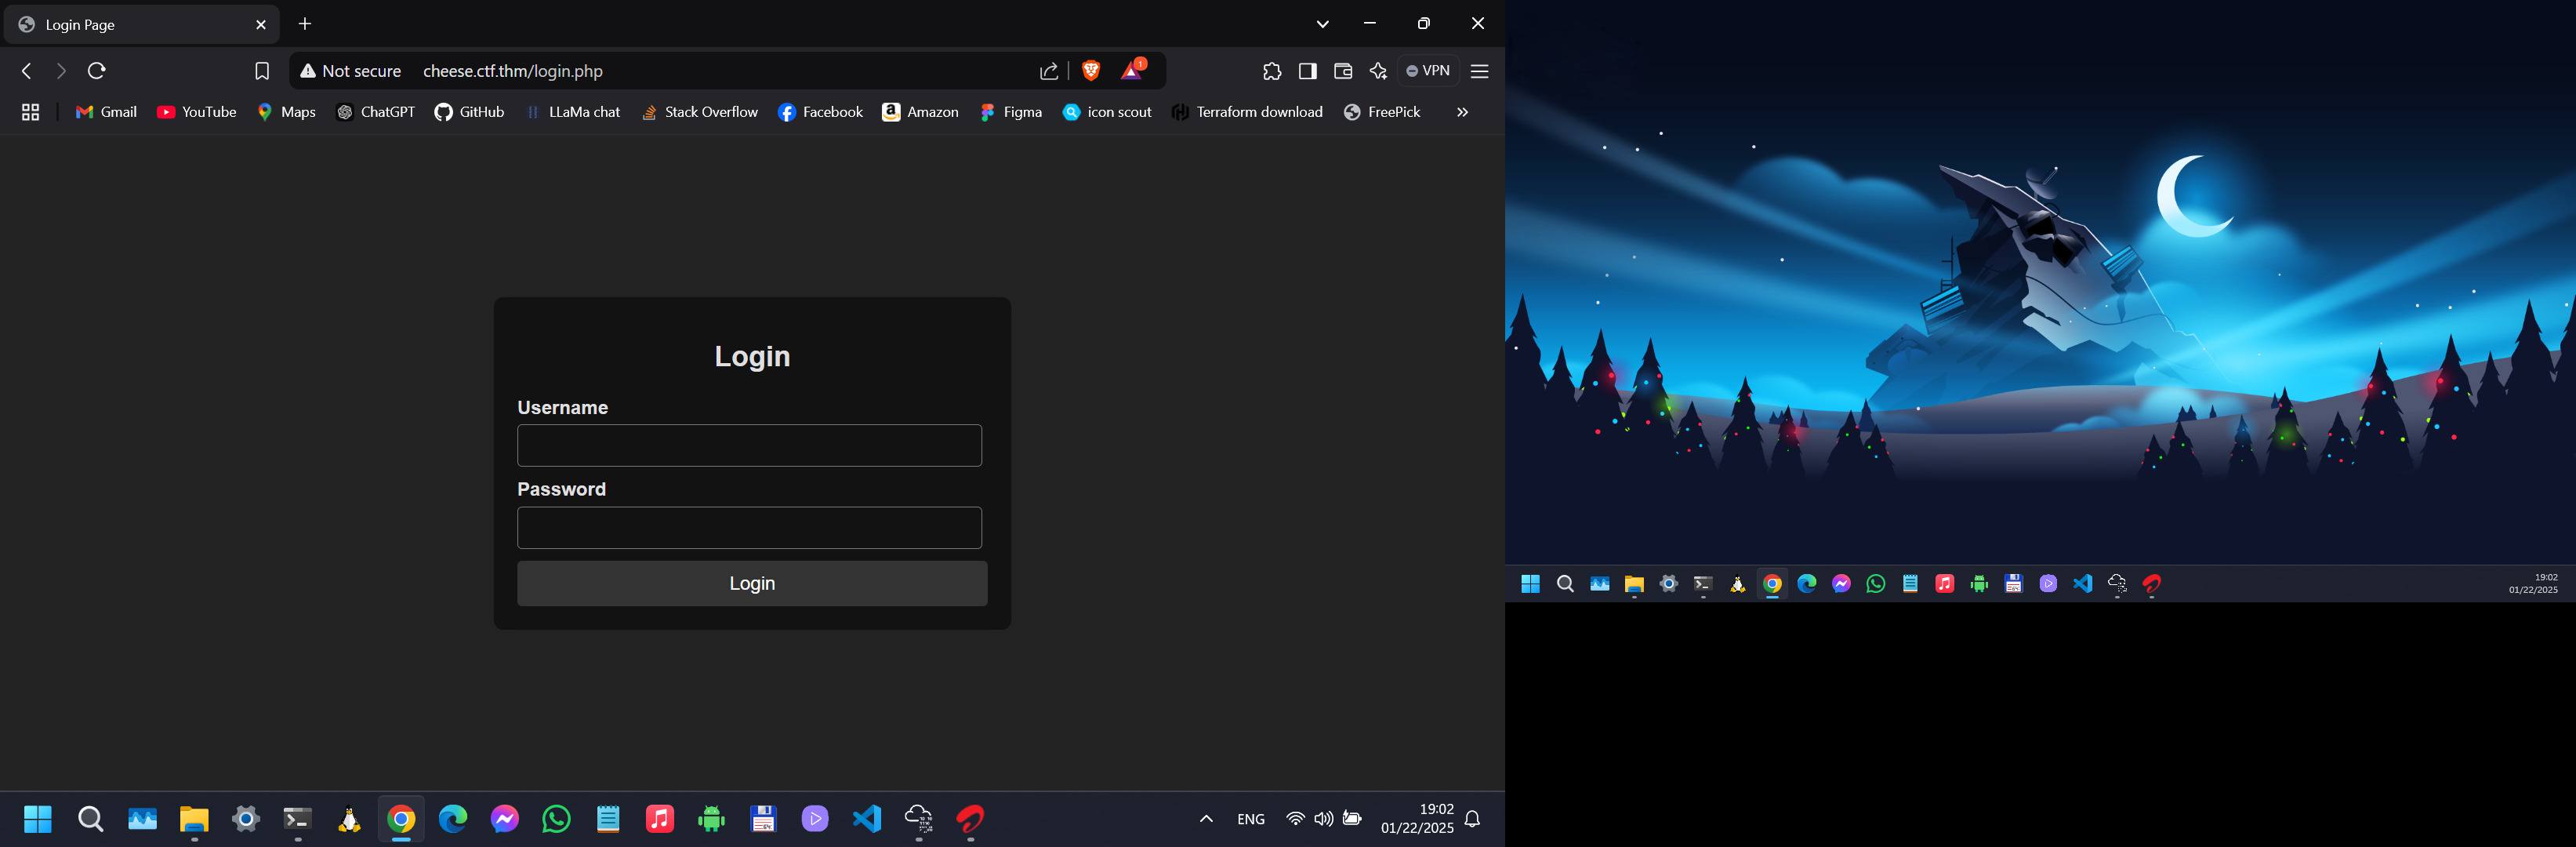 Login Page
Not secure cheese.ctf.thm/login.php
1
VPN
Gmail YouTube Maps ChatGPT GitHub LLaMa chat Stack Overflow Facebook Amazon Figma icon scout Terraform download FreePick
Login
Username
Password
Login
ENG
19:02
01/22/2025
19:02
01/22/2025